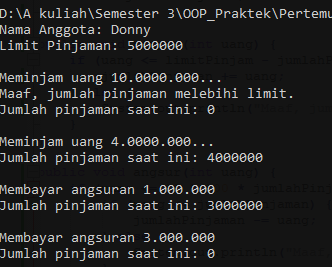 D:\A kuliah\Semester 3\OOP_Praktek\Pertemu
Nama Anggota: Donny
Limit Pinjaman: 5000000
Meminjam uang 10.0000.000...
Maaf, jumlah pinjaman melebihi limit.
Jumlah pinjaman saat ini: 0
Meminjam uang 4.0000.000...
Jumlah pinjaman saat ini: 4000000
Membayar angsuran 1.000.000
Jumlah pinjaman saat ini: 3000000
Membayar angsuran 3.000.000
Jumlah pinjaman saat ini: 0